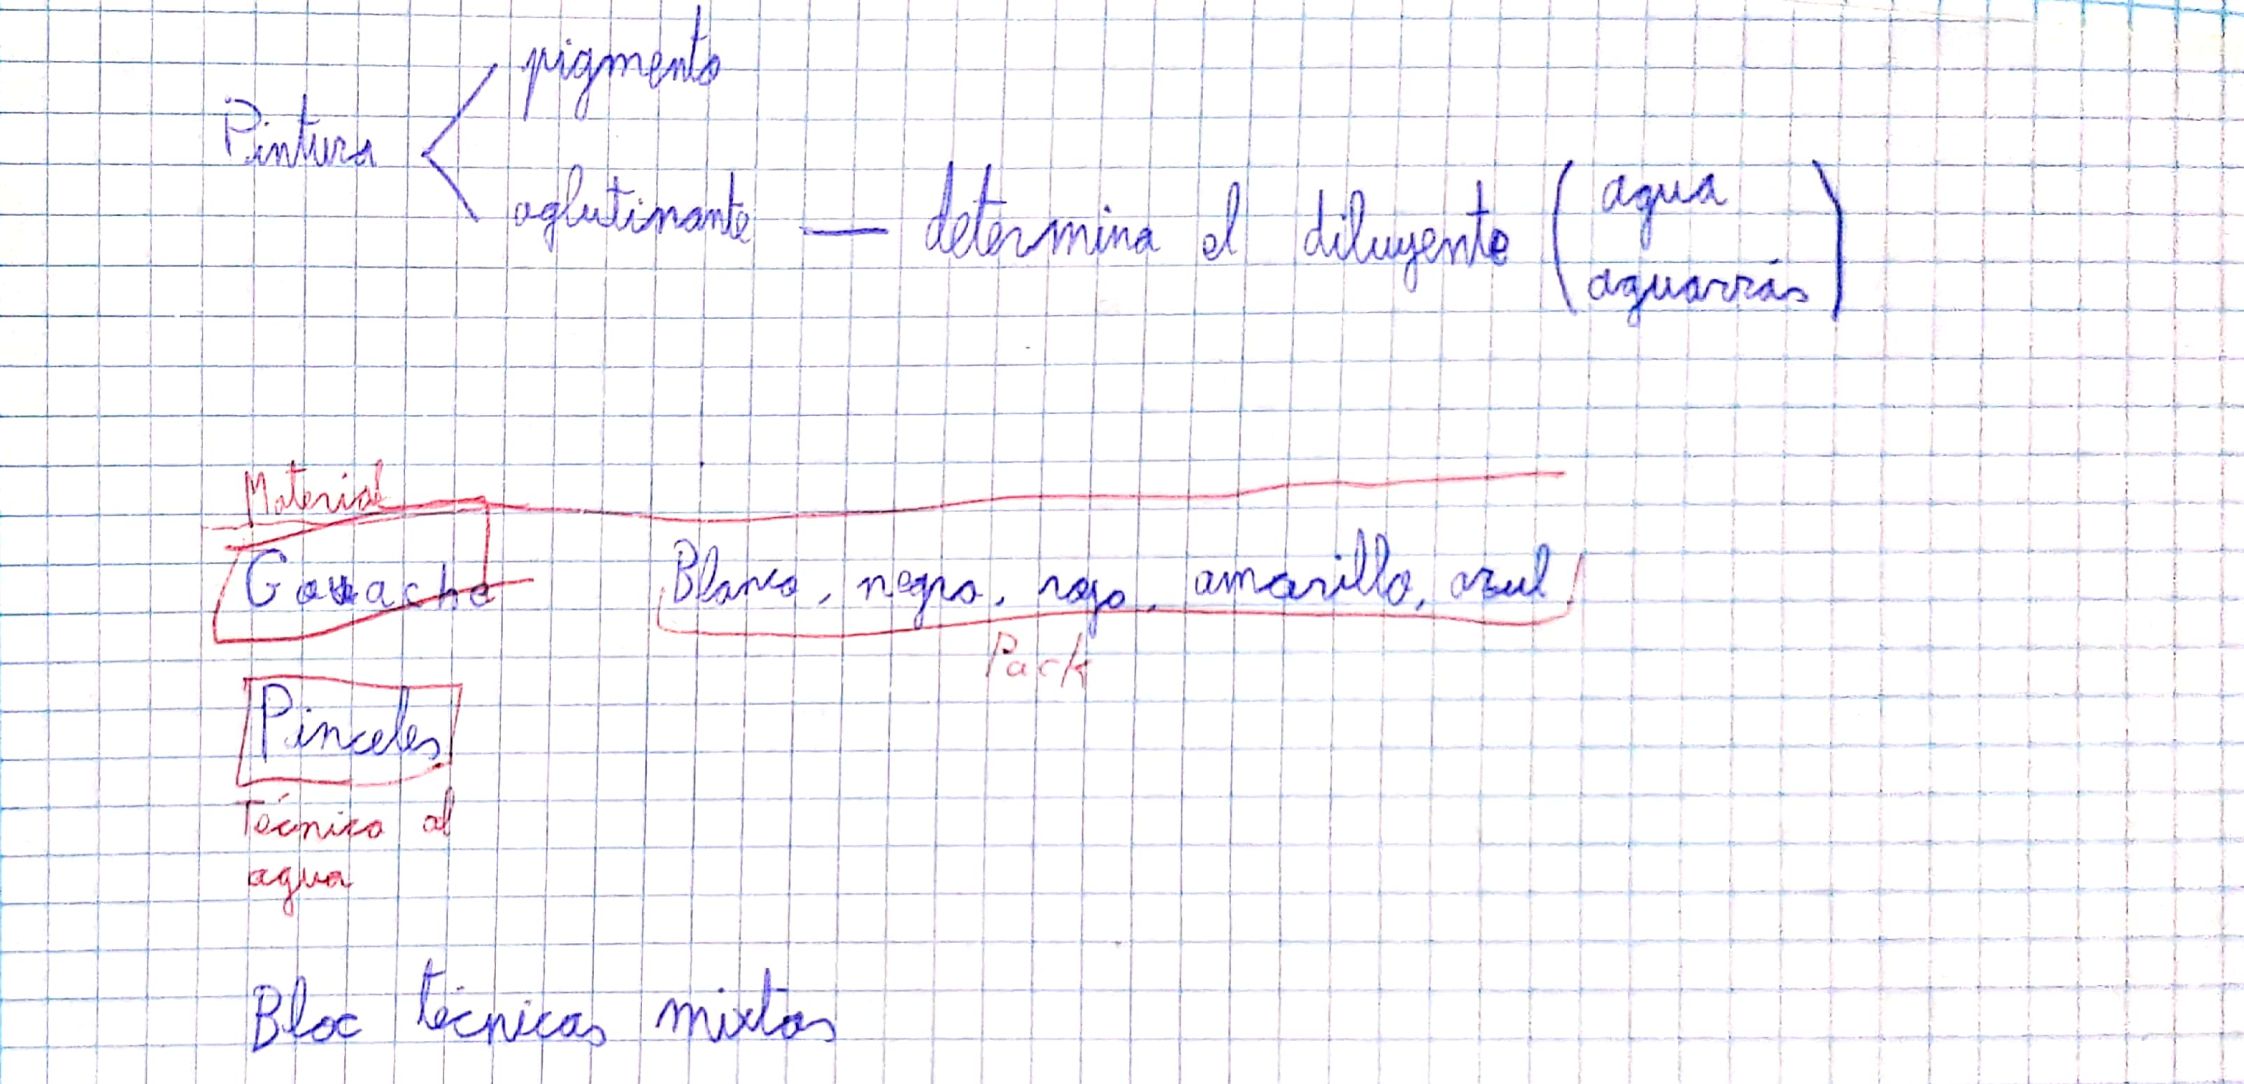 pigmento
Pintura
aglutinante — determina el diluyente (agua
aguarrás)
Material
Gouache Blanco, negro, rojo, amarillo, azul
Pack
Pinceles
Técnica al
agua
Bloc técnicas mixtas